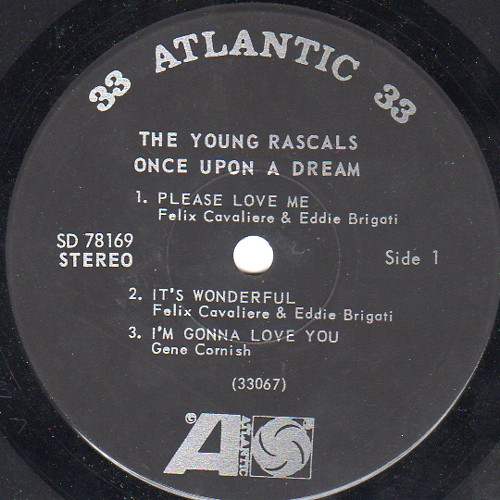 33 ATLANTIC 33
THE YOUNG RASCALS
ONCE UPON A DREAM
1. PLEASE LOVE ME
Felix Cavaliere & Eddie Brigati
SD 78169
STEREO
Side 1
2. IT'S WONDERFUL
Felix Cavaliere & Eddie Brigati
3. I'M GONNA LOVE YOU
Gene Cornish
(33067)
A
ATLANTIC